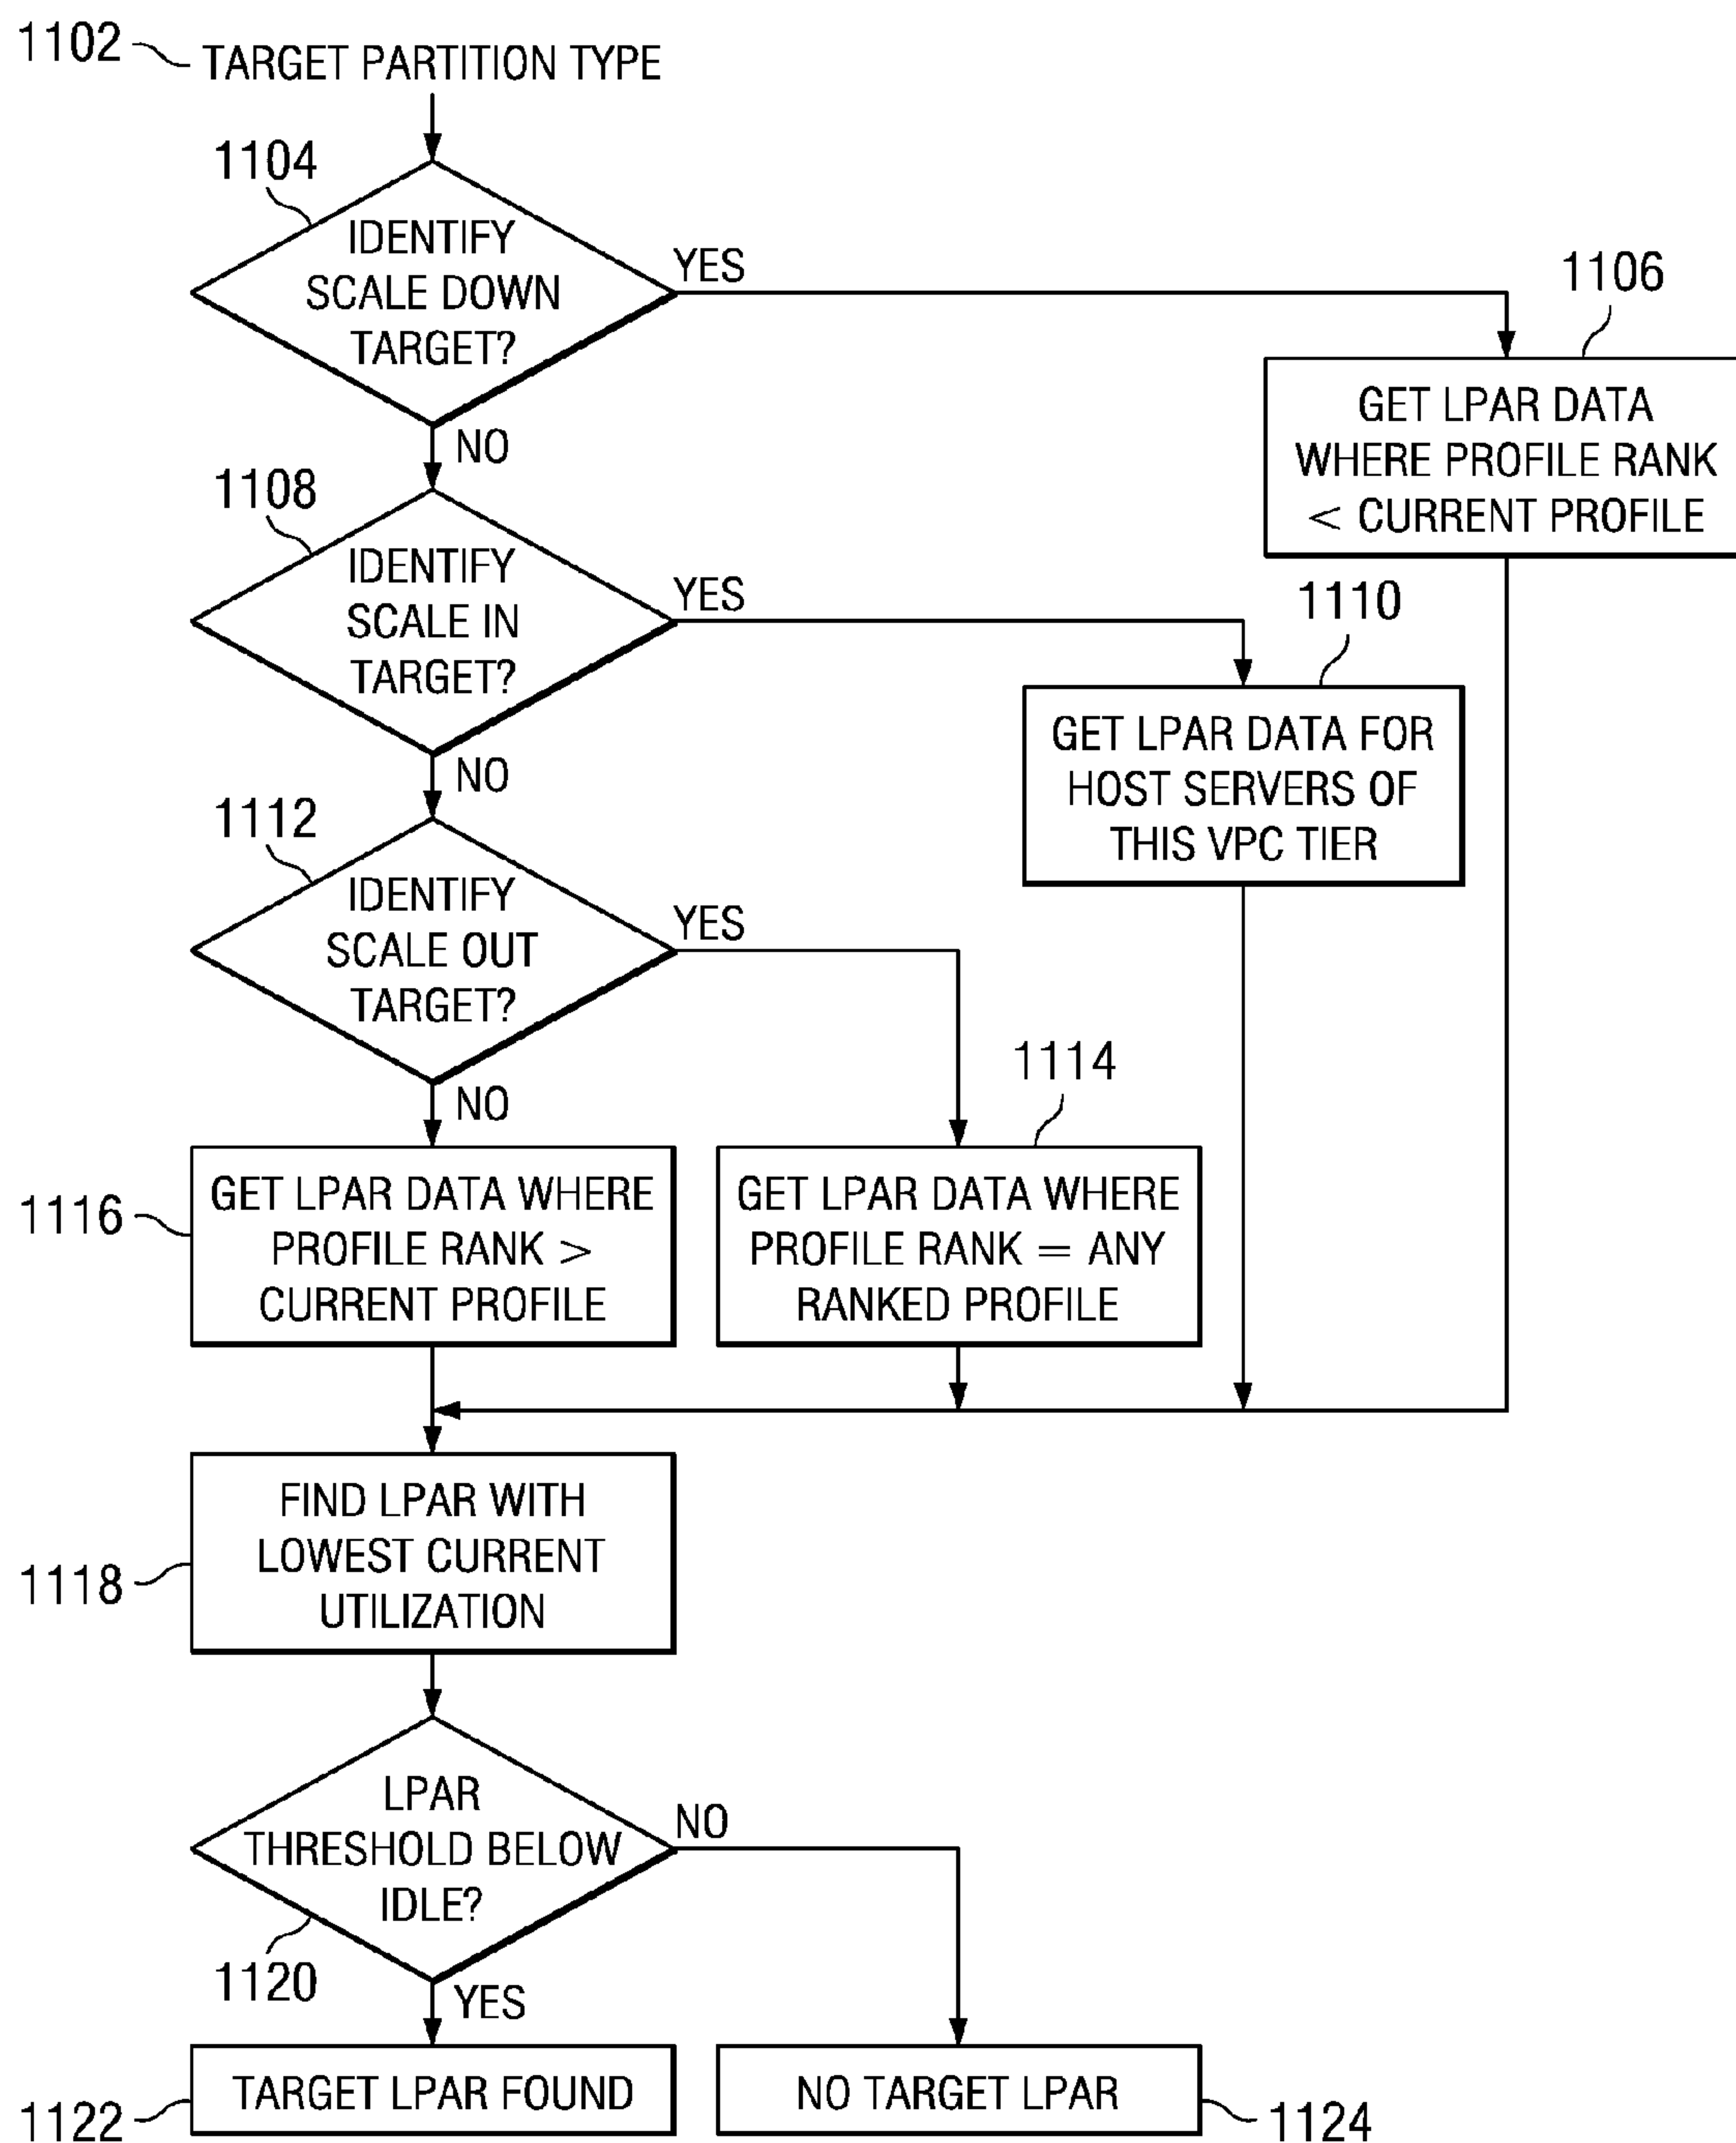 1102
TARGET PARTITION TYPE
1104
IDENTIFY
SCALE DOWN
TARGET?
YES
NO
1106
GET LPAR DATA
WHERE PROFILE RANK
< CURRENT PROFILE
1108
IDENTIFY
SCALE IN
TARGET?
YES
NO
1110
GET LPAR DATA FOR
HOST SERVERS OF
THIS VPC TIER
1112
IDENTIFY
SCALE OUT
TARGET?
YES
NO
1114
GET LPAR DATA WHERE
PROFILE RANK = ANY
RANKED PROFILE
1116
GET LPAR DATA WHERE
PROFILE RANK >
CURRENT PROFILE
1118
FIND LPAR WITH
LOWEST CURRENT
UTILIZATION
LPAR
THRESHOLD BELOW
IDLE?
NO
1120
YES
1122
TARGET LPAR FOUND
NO TARGET LPAR
1124